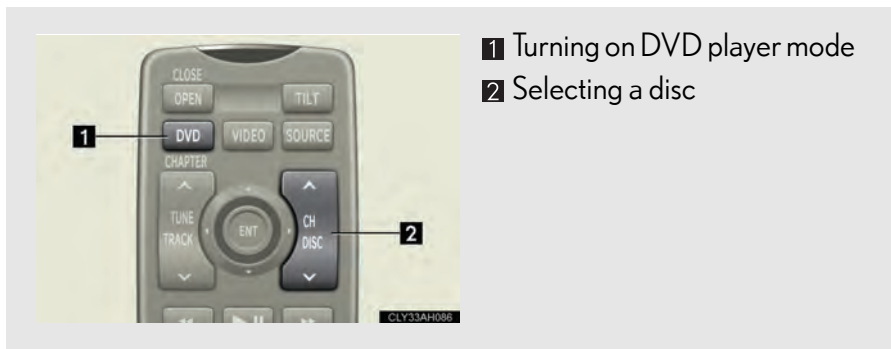 1 Turning on DVD player mode
2 Selecting a disc
CLOSE
OPEN
TILT
1
DVD
VIDEO
SOURCE
CHAPTER
TUNE
TRACK
ENT
CH
DISC
2
CLY33AH086